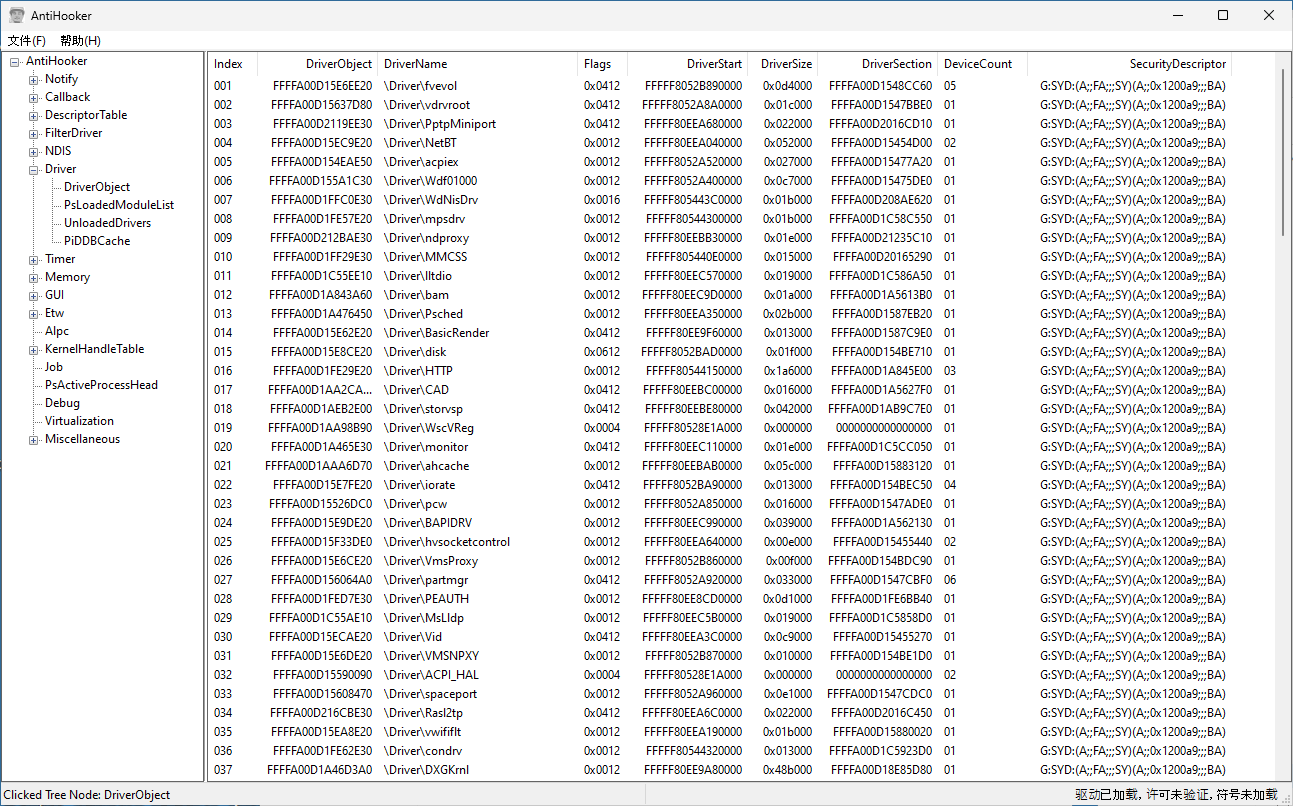 AntiHooker
文件(F) 帮助(H)
AntiHooker
Notify
Callback
DescriptorTable
FilterDriver
NDIS
Driver
DriverObject
PsLoadedModuleList
UnloadedDrivers
PiDDBCache
Timer
Memory
GUI
Etw
Alpc
KernelHandleTable
Job
PsActiveProcessHead
Debug
Virtualization
Miscellaneous
Index DriverObject DriverName Flags DriverStart DriverSize DriverSection DeviceCount SecurityDescriptor
001 FFFFA00D15E6EE20 \Driver\fvevol 0x0412 FFFFF8052B890000 0x0d4000 FFFFA00D1548CC60 05 G:SYD:(A;;FA;;;SY)(A;;0x1200a9;;;BA)
002 FFFFA00D15637D80 \Driver\vdrvroot 0x0412 FFFFF8052A8A0000 0x01c000 FFFFA00D1547BBE0 01 G:SYD:(A;;FA;;;SY)(A;;0x1200a9;;;BA)
003 FFFFA00D2119EE30 \Driver\PptpMiniport 0x0412 FFFFF80EEA680000 0x022000 FFFFA00D2016CD10 01 G:SYD:(A;;FA;;;SY)(A;;0x1200a9;;;BA)
004 FFFFA00D15EC9E20 \Driver\NetBT 0x0012 FFFFF80EEA040000 0x052000 FFFFA00D15454D00 02 G:SYD:(A;;FA;;;SY)(A;;0x1200a9;;;BA)
005 FFFFA00D154EAE50 \Driver\acpiex 0x0012 FFFFF8052A520000 0x027000 FFFFA00D15477A20 01 G:SYD:(A;;FA;;;SY)(A;;0x1200a9;;;BA)
006 FFFFA00D155A1C30 \Driver\Wdf01000 0x0012 FFFFF8052A400000 0x0c7000 FFFFA00D15475DE0 01 G:SYD:(A;;FA;;;SY)(A;;0x1200a9;;;BA)
007 FFFFA00D1FFC0E30 \Driver\WdNisDrv 0x0016 FFFFF805443C0000 0x01b000 FFFFA00D208AE620 01 G:SYD:(A;;FA;;;SY)(A;;0x1200a9;;;BA)
008 FFFFA00D1FE57E20 \Driver\mpsdrv 0x0012 FFFFF80544300000 0x01b000 FFFFA00D1C58C550 01 G:SYD:(A;;FA;;;SY)(A;;0x1200a9;;;BA)
009 FFFFA00D212BAE30 \Driver\ndproxy 0x0012 FFFFF80EEBB30000 0x01e000 FFFFA00D21235C10 01 G:SYD:(A;;FA;;;SY)(A;;0x1200a9;;;BA)
010 FFFFA00D1FF29E30 \Driver\MMCSS 0x0012 FFFFF805440E0000 0x015000 FFFFA00D20165290 01 G:SYD:(A;;FA;;;SY)(A;;0x1200a9;;;BA)
011 FFFFA00D1C55EE10 \Driver\lltdio 0x0012 FFFFF80EEC570000 0x019000 FFFFA00D1C586A50 01 G:SYD:(A;;FA;;;SY)(A;;0x1200a9;;;BA)
012 FFFFA00D1A843A60 \Driver\bam 0x0012 FFFFF80EEC9D0000 0x01a000 FFFFA00D1A5613B0 01 G:SYD:(A;;FA;;;SY)(A;;0x1200a9;;;BA)
013 FFFFA00D1A476450 \Driver\Psched 0x0012 FFFFF80EEA350000 0x02b000 FFFFA00D1587EB20 01 G:SYD:(A;;FA;;;SY)(A;;0x1200a9;;;BA)
014 FFFFA00D15E62E20 \Driver\BasicRender 0x0412 FFFFF80EE9F60000 0x013000 FFFFA00D1587C9E0 01 G:SYD:(A;;FA;;;SY)(A;;0x1200a9;;;BA)
015 FFFFA00D15E8CE20 \Driver\disk 0x0612 FFFFF8052BAD0000 0x01f000 FFFFA00D154BE710 01 G:SYD:(A;;FA;;;SY)(A;;0x1200a9;;;BA)
016 FFFFA00D1FE29E20 \Driver\HTTP 0x0012 FFFFF80544150000 0x1a6000 FFFFA00D1A845E00 03 G:SYD:(A;;FA;;;SY)(A;;0x1200a9;;;BA)
017 FFFFA00D1AA2CA... \Driver\CAD 0x0412 FFFFF80EEBC00000 0x016000 FFFFA00D1A5627F0 01 G:SYD:(A;;FA;;;SY)(A;;0x1200a9;;;BA)
018 FFFFA00D1AEB2E00 \Driver\storvsp 0x0412 FFFFF80EEBE80000 0x042000 FFFFA00D1AB9C7E0 01 G:SYD:(A;;FA;;;SY)(A;;0x1200a9;;;BA)
019 FFFFA00D1AA98B90 \Driver\WscVReg 0x0004 FFFFF80528E1A000 0x000000 0000000000000000 01 G:SYD:(A;;FA;;;SY)(A;;0x1200a9;;;BA)
020 FFFFA00D1A465E30 \Driver\monitor 0x0412 FFFFF80EEC110000 0x01e000 FFFFA00D1C5CC050 01 G:SYD:(A;;FA;;;SY)(A;;0x1200a9;;;BA)
021 FFFFA00D1AAA6D70 \Driver\ahcache 0x0012 FFFFF80EEBAB0000 0x05c000 FFFFA00D15883120 01 G:SYD:(A;;FA;;;SY)(A;;0x1200a9;;;BA)
022 FFFFA00D15E7FE20 \Driver\iorate 0x0412 FFFFF8052BA90000 0x013000 FFFFA00D154BEC50 04 G:SYD:(A;;FA;;;SY)(A;;0x1200a9;;;BA)
023 FFFFA00D15526DC0 \Driver\pcw 0x0012 FFFFF8052A850000 0x016000 FFFFA00D1547ADE0 01 G:SYD:(A;;FA;;;SY)(A;;0x1200a9;;;BA)
024 FFFFA00D15E9DE20 \Driver\BAPIDRV 0x0012 FFFFF80EEC990000 0x039000 FFFFA00D1A562130 01 G:SYD:(A;;FA;;;SY)(A;;0x1200a9;;;BA)
025 FFFFA00D15F33DE0 \Driver\hvsocketcontrol 0x0012 FFFFF80EEA640000 0x00e000 FFFFA00D15455440 02 G:SYD:(A;;FA;;;SY)(A;;0x1200a9;;;BA)
026 FFFFA00D15E6CE20 \Driver\VmsProxy 0x0012 FFFFF8052B860000 0x00f000 FFFFA00D154BDC90 01 G:SYD:(A;;FA;;;SY)(A;;0x1200a9;;;BA)
027 FFFFA00D156064A0 \Driver\partmgr 0x0412 FFFFF8052A920000 0x033000 FFFFA00D1547CBF0 06 G:SYD:(A;;FA;;;SY)(A;;0x1200a9;;;BA)
028 FFFFA00D1FED7E30 \Driver\PEAUTH 0x0012 FFFFF80EE8CD0000 0x0d1000 FFFFA00D1FE6BB40 01 G:SYD:(A;;FA;;;SY)(A;;0x1200a9;;;BA)
029 FFFFA00D1C55AE10 \Driver\MsLldp 0x0012 FFFFF80EEC5B0000 0x019000 FFFFA00D1C5858D0 01 G:SYD:(A;;FA;;;SY)(A;;0x1200a9;;;BA)
030 FFFFA00D15ECAE20 \Driver\Vid 0x0412 FFFFF80EEA3C0000 0x0c9000 FFFFA00D15455270 01 G:SYD:(A;;FA;;;SY)(A;;0x1200a9;;;BA)
031 FFFFA00D15E6DE20 \Driver\VMSNPXY 0x0012 FFFFF8052B870000 0x010000 FFFFA00D154BE1D0 01 G:SYD:(A;;FA;;;SY)(A;;0x1200a9;;;BA)
032 FFFFA00D15590090 \Driver\ACPI_HAL 0x0004 FFFFF80528E1A000 0x000000 0000000000000000 02 G:SYD:(A;;FA;;;SY)(A;;0x1200a9;;;BA)
033 FFFFA00D15608470 \Driver\spaceport 0x0012 FFFFF8052A960000 0x0e1000 FFFFA00D1547CDC0 01 G:SYD:(A;;FA;;;SY)(A;;0x1200a9;;;BA)
034 FFFFA00D216CBE30 \Driver\Rasl2tp 0x0412 FFFFF80EEA6C0000 0x022000 FFFFA00D2016C450 01 G:SYD:(A;;FA;;;SY)(A;;0x1200a9;;;BA)
035 FFFFA00D15EA8E20 \Driver\vwififlt 0x0012 FFFFF80EEA190000 0x01b000 FFFFA00D15880020 01 G:SYD:(A;;FA;;;SY)(A;;0x1200a9;;;BA)
036 FFFFA00D1FE62E30 \Driver\condrv 0x0012 FFFFF80544320000 0x013000 FFFFA00D1C5923D0 01 G:SYD:(A;;FA;;;SY)(A;;0x1200a9;;;BA)
037 FFFFA00D1A46D3A0 \Driver\DXGKrnl 0x0012 FFFFF80EE9A80000 0x48b000 FFFFA00D18E85D80 01 G:SYD:(A;;FA;;;SY)(A;;0x1200a9;;;BA)
Clicked Tree Node: DriverObject 驱动已加载, 许可未验证, 符号未加载